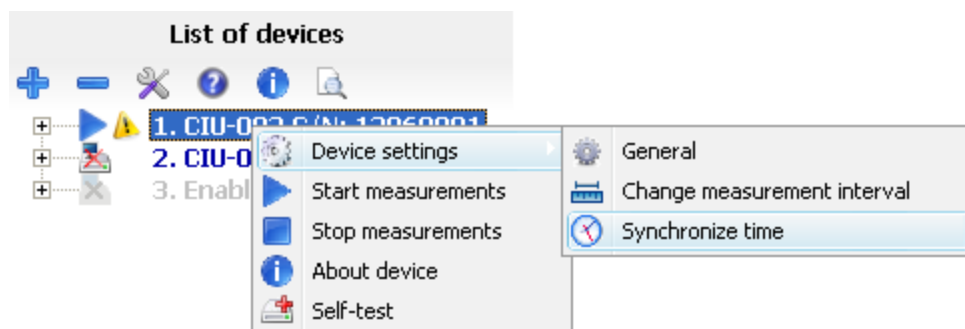 List of devices
1. CIU-0
2. CIU-0
3. Enabl
Device settings
Start measurements
Stop measurements
About device
Self-test
General
Change measurement interval
Synchronize time